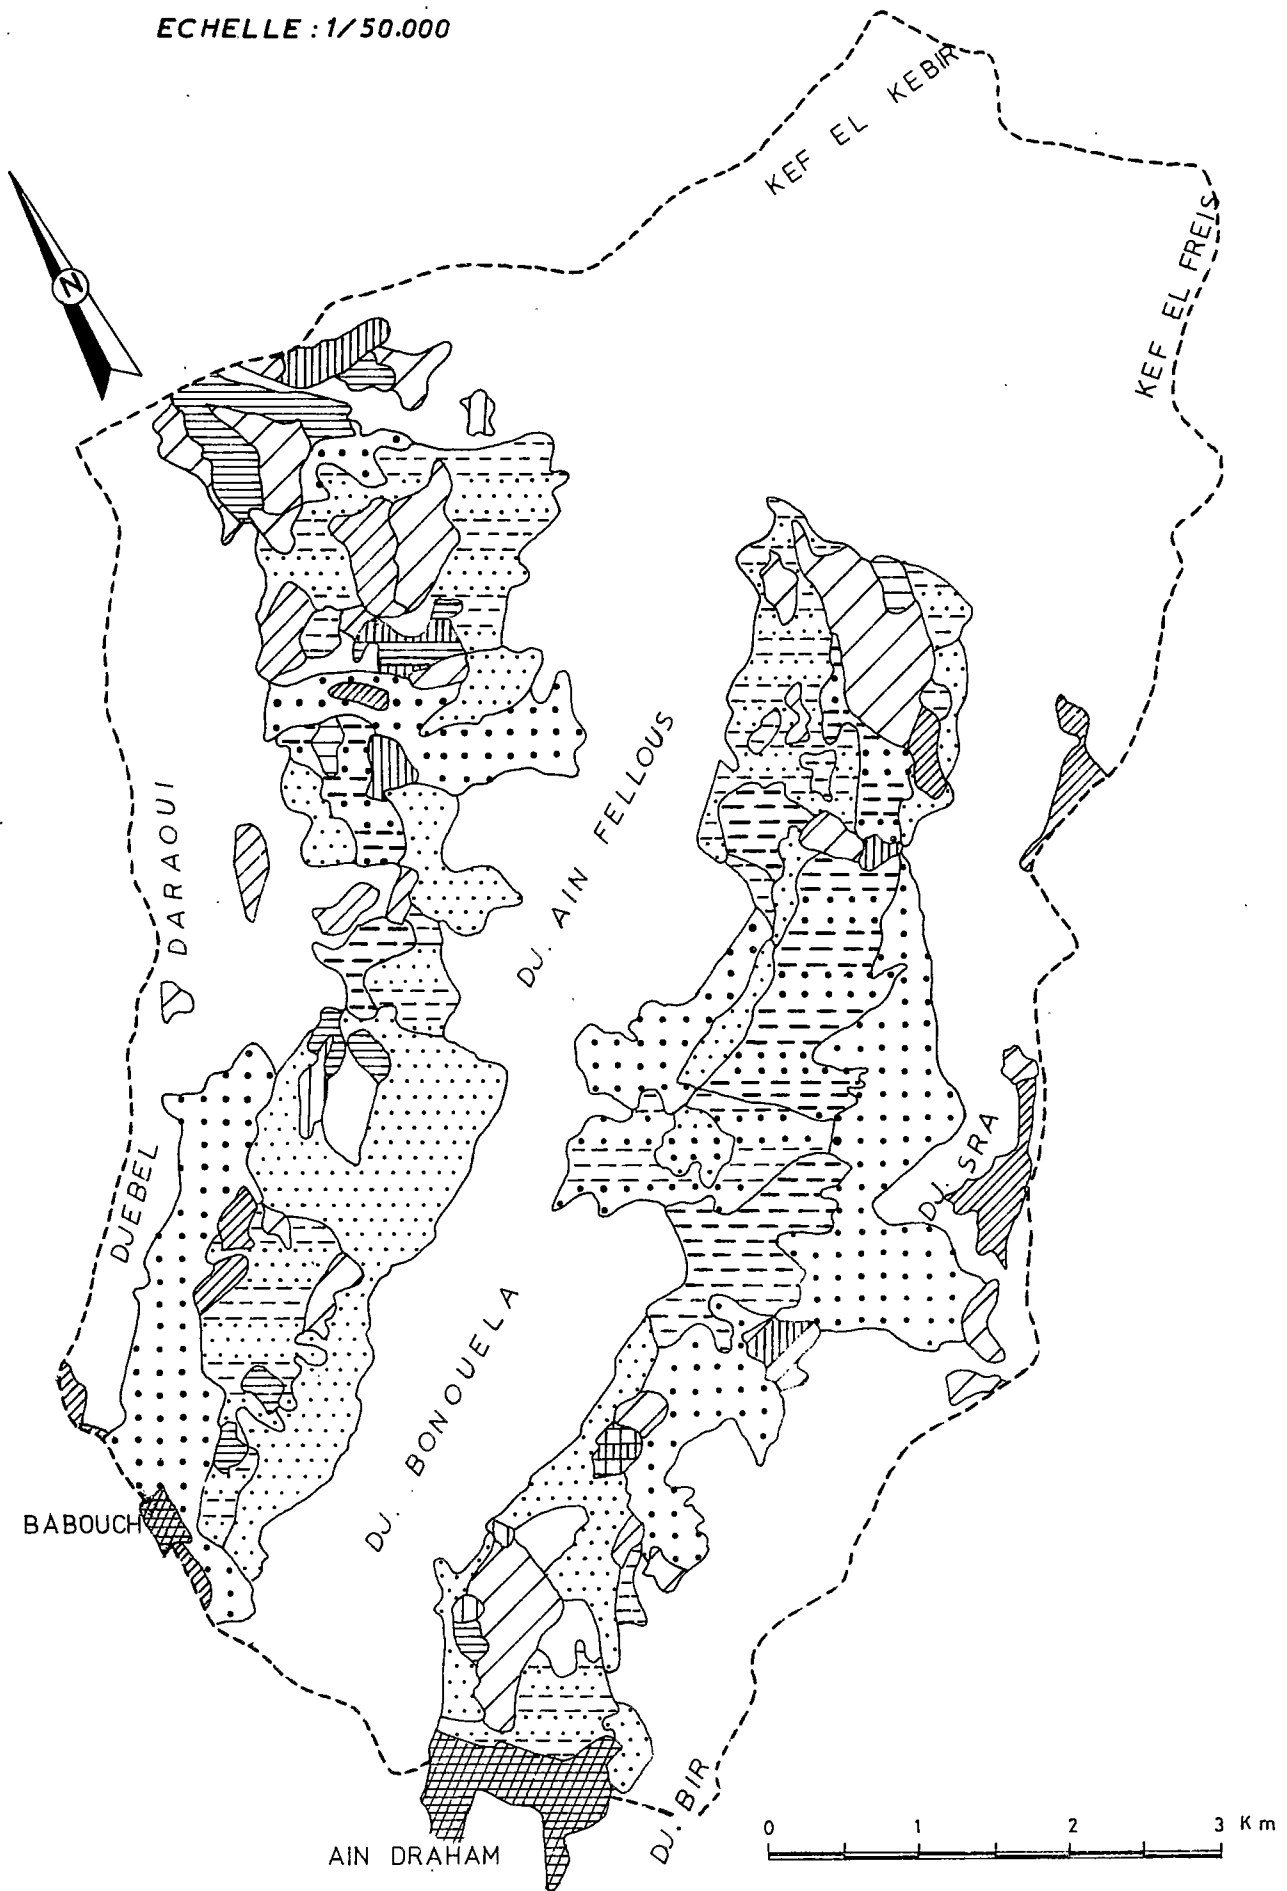 ECHELLE : 1/50.000
KEF EL KEBIR
KEF EL FREIS
N
DJ. AIN FELLOUS
DJEBEL DARAOUI
DJ. SRA
DJ. BONOUELA
BABOUCH
DJ. BIR
AIN DRAHAM
0 1 2 3 Km